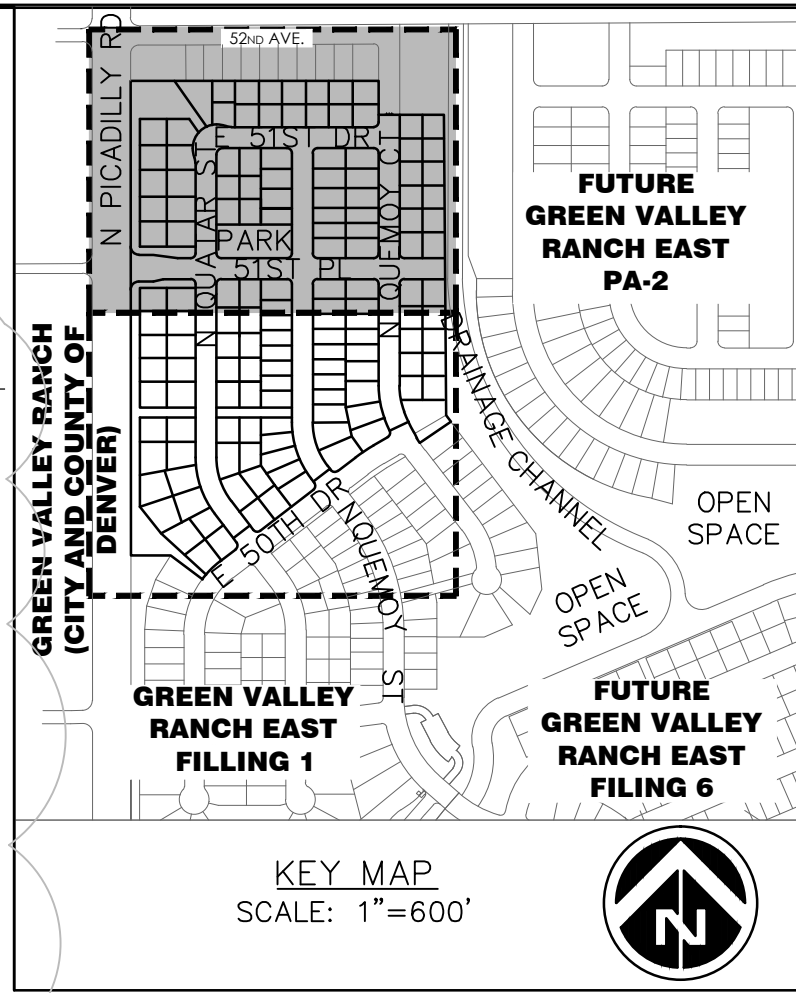 52ND AVE.
N PICADILLY RD
E 51ST DR
N QUATAR ST
N QUEMOY CT
PARK
51ST PL
FUTURE
GREEN VALLEY
RANCH EAST
PA-2
GREEN VALLEY RANCH
(CITY AND COUNTY OF
DENVER)
DRAINAGE CHANNEL
OPEN
SPACE
E 50TH DR
N QUEMOY ST
OPEN
SPACE
GREEN VALLEY
RANCH EAST
FILLING 1
FUTURE
GREEN VALLEY
RANCH EAST
FILING 6
KEY MAP
SCALE: 1"=600'
N